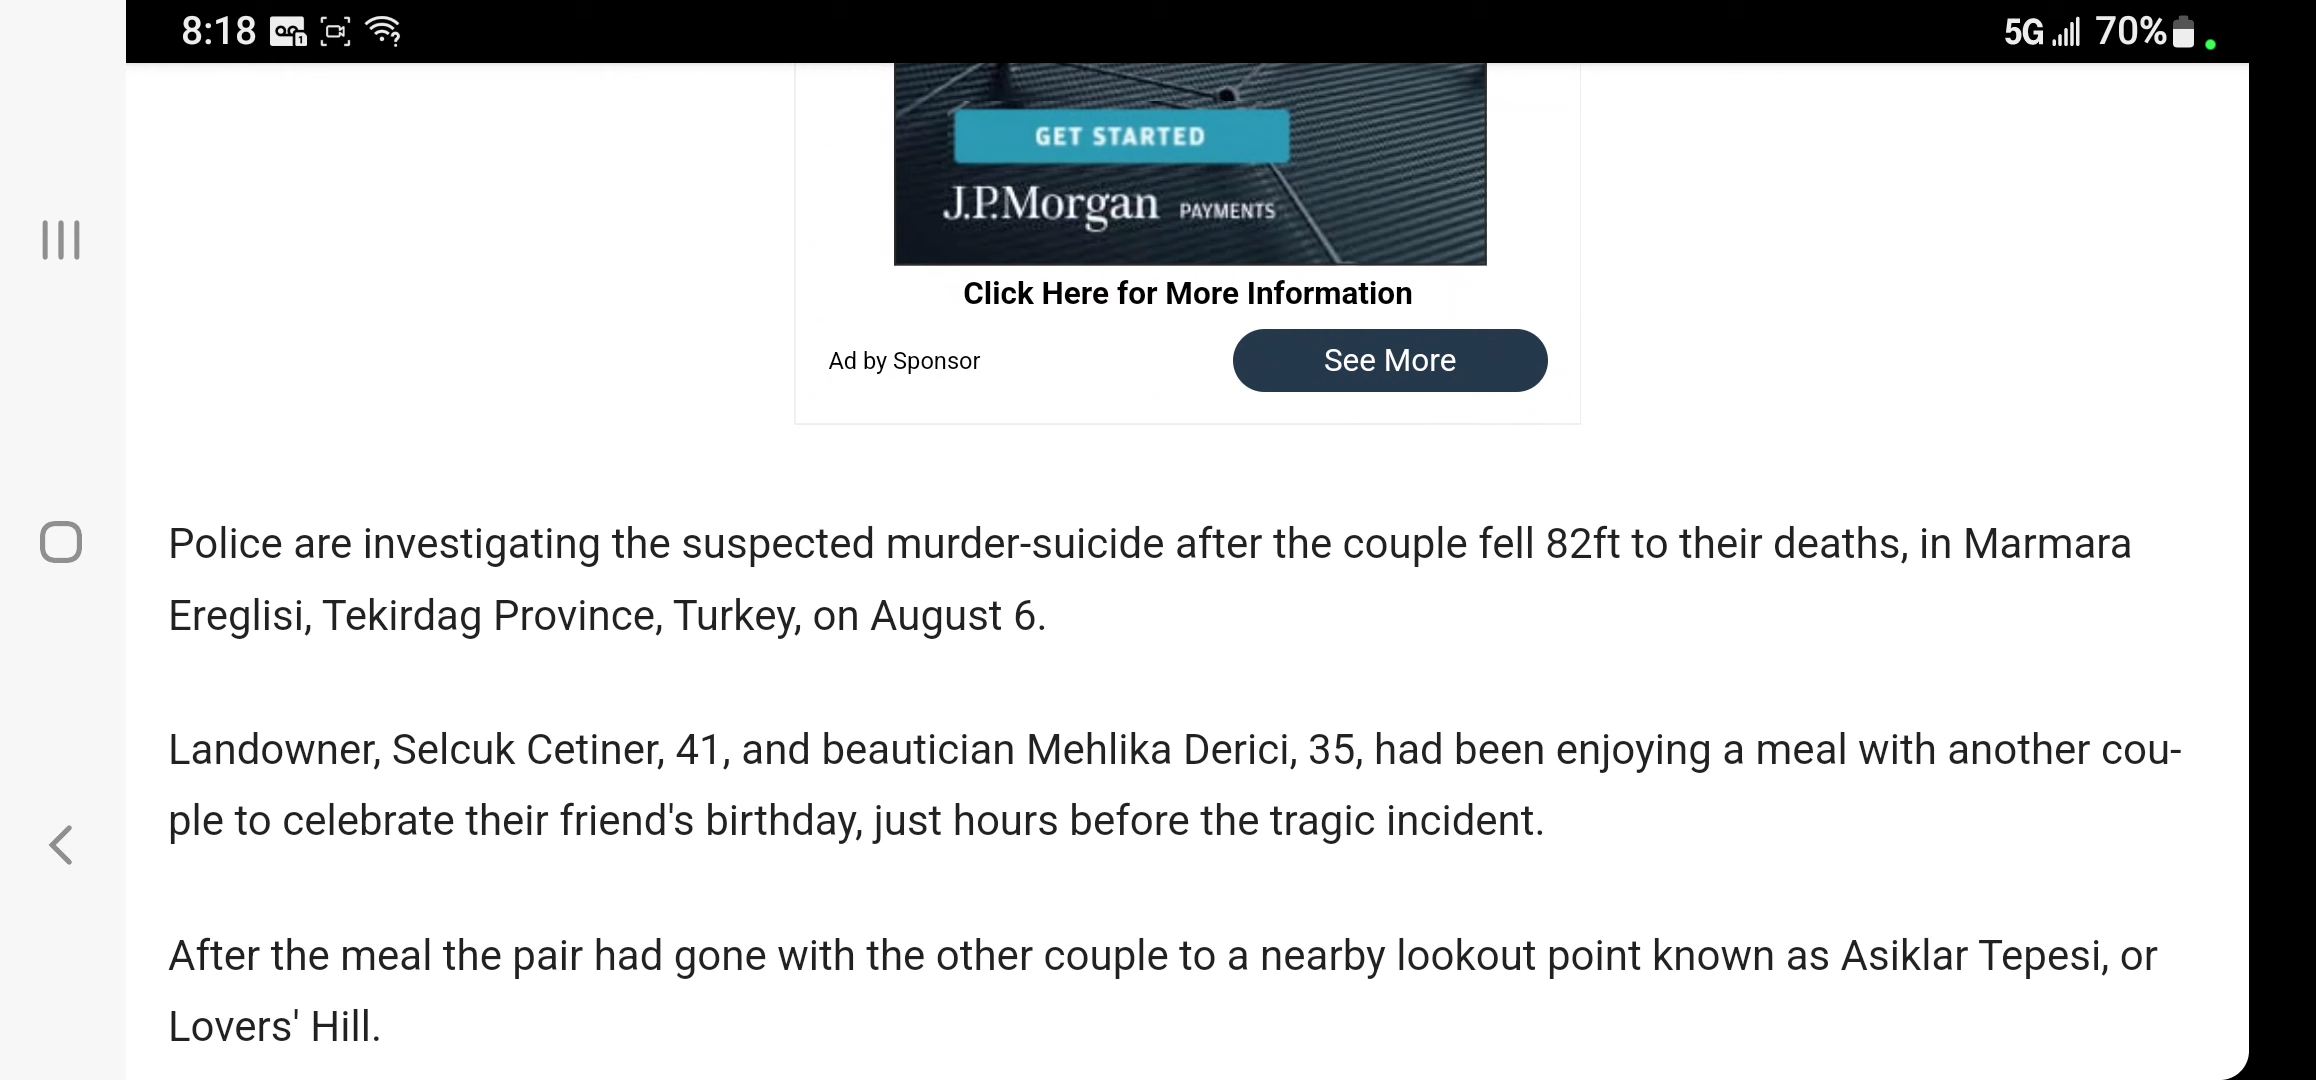 8:18
5G 70%
GET STARTED
J.P.Morgan PAYMENTS
Click Here for More Information
Ad by Sponsor
See More
Police are investigating the suspected murder-suicide after the couple fell 82ft to their deaths, in Marmara
Ereglisi, Tekirdag Province, Turkey, on August 6.
Landowner, Selcuk Cetiner, 41, and beautician Mehlika Derici, 35, had been enjoying a meal with another cou-
ple to celebrate their friend's birthday, just hours before the tragic incident.
After the meal the pair had gone with the other couple to a nearby lookout point known as Asiklar Tepesi, or
Lovers' Hill.